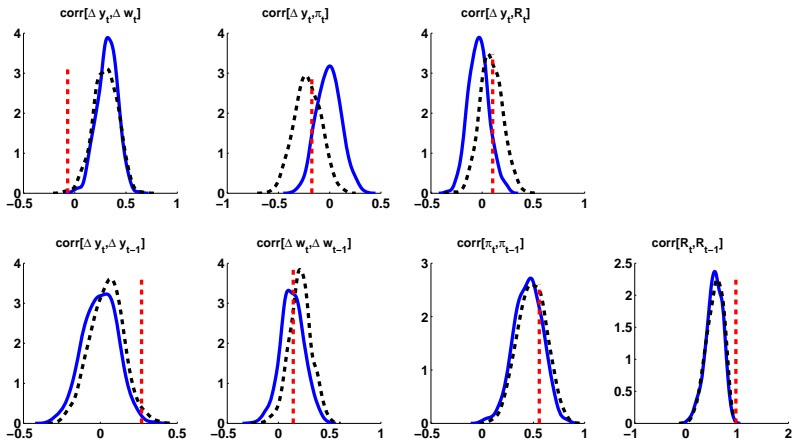 corr[Δ y_t,Δ w_t]
corr[Δ y_t,π_t]
corr[Δ y_t,R_t]
4
3
2
1
0
−0.5 0 0.5 1
4
3
2
1
0
−1 −0.5 0 0.5
4
3
2
1
0
−0.5 0 0.5 1
corr[Δ y_t,Δ y_{t-1}]
corr[Δ w_t,Δ w_{t-1}]
corr[π_t,π_{t-1}]
corr[R_t,R_{t-1}]
4
3
2
1
0
−0.5 0 0.5
4
3
2
1
0
−0.5 0 0.5 1
3
2
1
0
−0.5 0 0.5 1
2.5
2
1.5
1
0.5
0
−1 0 1 2